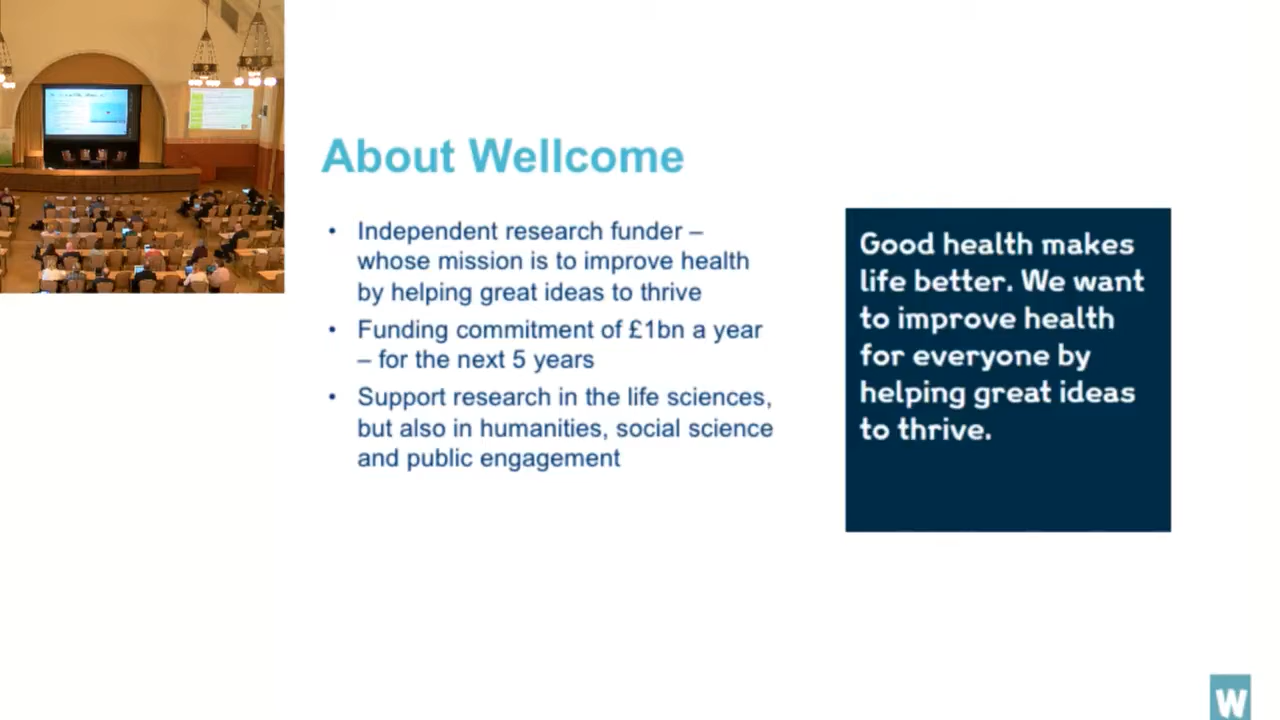 About Wellcome
• Independent research funder –
whose mission is to improve health
by helping great ideas to thrive
• Funding commitment of £1bn a year
– for the next 5 years
• Support research in the life sciences,
but also in humanities, social science
and public engagement
Good health makes
life better. We want
to improve health
for everyone by
helping great ideas
to thrive.
W